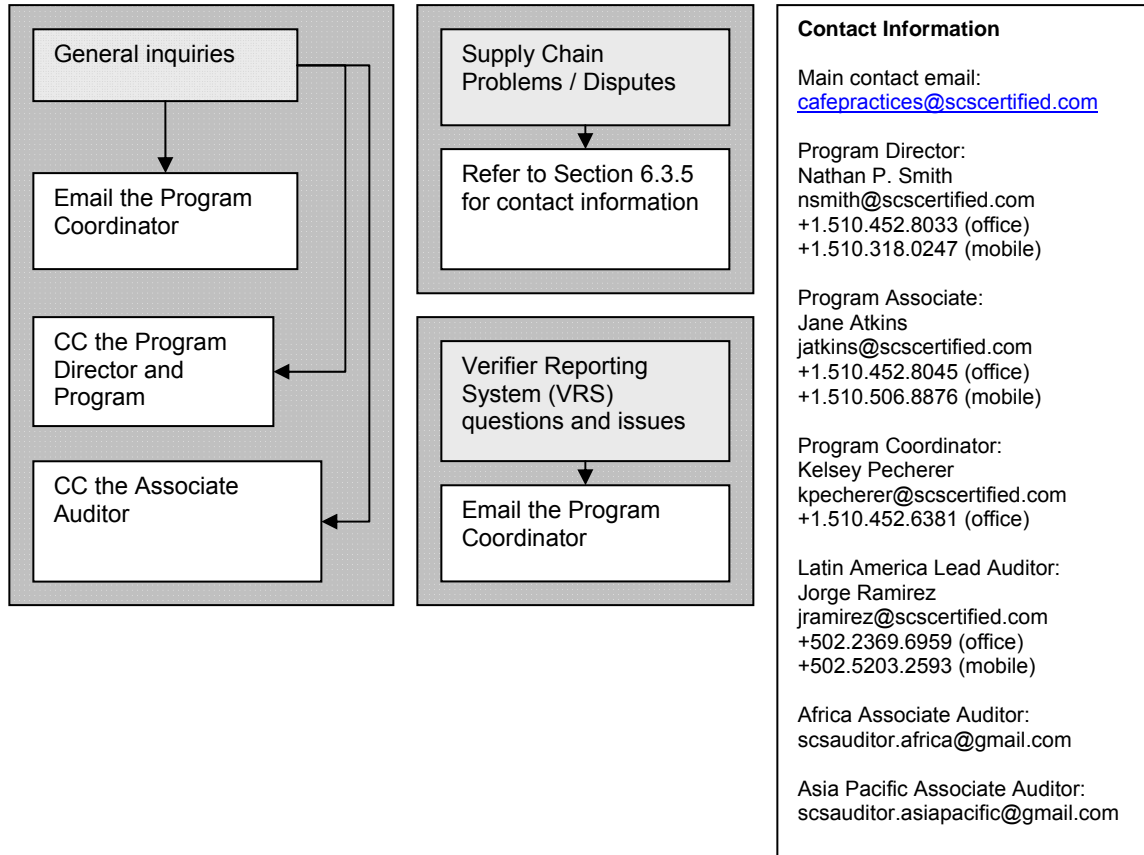 General inquiries
Email the Program
Coordinator
CC the Program
Director and
Program
CC the Associate
Auditor
Supply Chain
Problems / Disputes
Refer to Section 6.3.5
for contact information
Verifier Reporting
System (VRS)
questions and issues
Email the Program
Coordinator
Contact Information
Main contact email:
cafepractices@scscertified.com
Program Director:
Nathan P. Smith
nsmith@scscertified.com
+1.510.452.8033 (office)
+1.510.318.0247 (mobile)
Program Associate:
Jane Atkins
jatkins@scscertified.com
+1.510.452.8045 (office)
+1.510.506.8876 (mobile)
Program Coordinator:
Kelsey Pecherer
kpecherer@scscertified.com
+1.510.452.6381 (office)
Latin America Lead Auditor:
Jorge Ramirez
jramirez@scscertified.com
+502.2369.6959 (office)
+502.5203.2593 (mobile)
Africa Associate Auditor:
scsauditor.africa@gmail.com
Asia Pacific Associate Auditor:
scsauditor.asiapacific@gmail.com